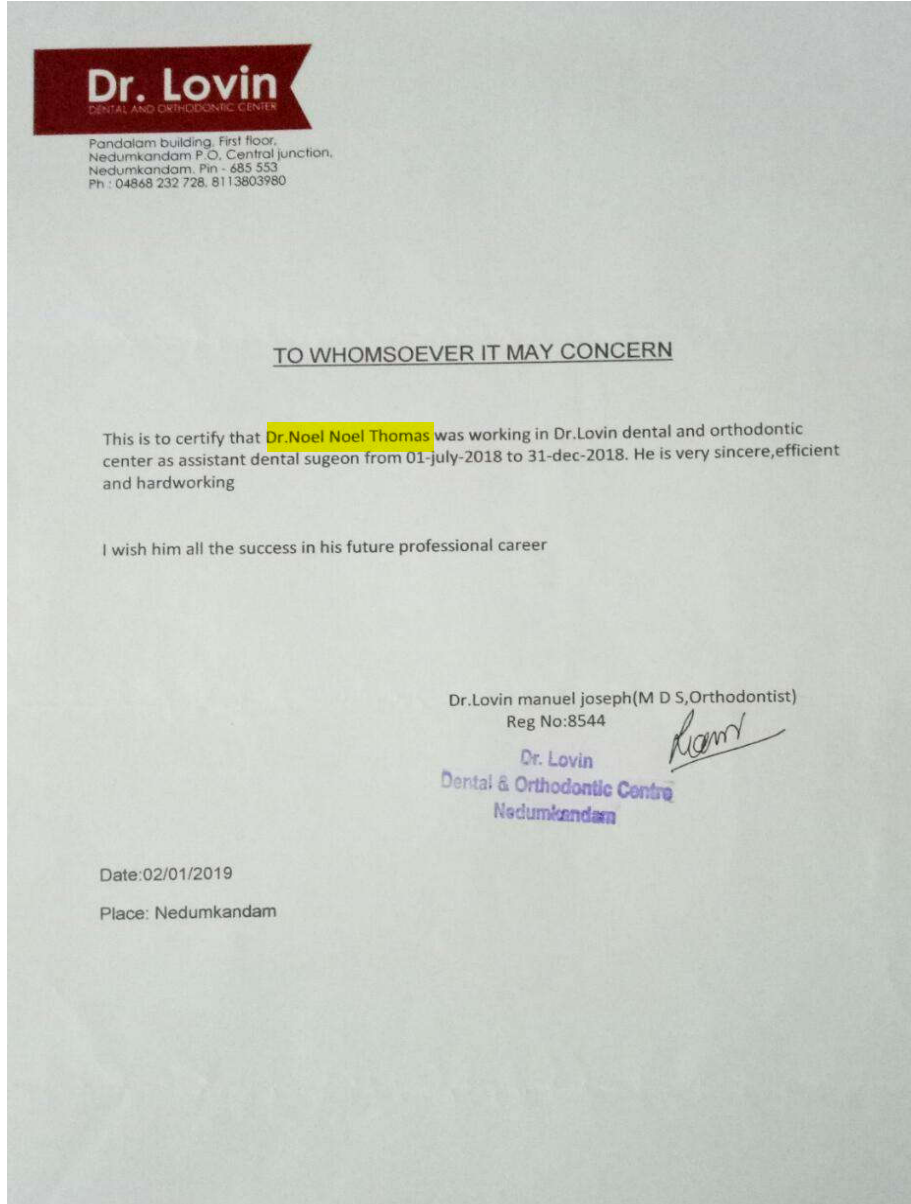 Dr. Lovin
DENTAL AND ORTHODONTIC CENTER
Pandalam building, First floor,
Nedumkandam P.O, Central junction,
Nedumkandam. Pin - 685 553
Ph : 04868 232 728, 8113803980
TO WHOMSOEVER IT MAY CONCERN
This is to certify that Dr.Noel Noel Thomas was working in Dr.Lovin dental and orthodontic
center as assistant dental sugeon from 01-july-2018 to 31-dec-2018. He is very sincere,efficient
and hardworking
I wish him all the success in his future professional career
Dr.Lovin manuel joseph(M D S,Orthodontist)
Reg No:8544
Dr. Lovin
Dental & Orthodontic Centre
Nedumkandam
Date:02/01/2019
Place: Nedumkandam